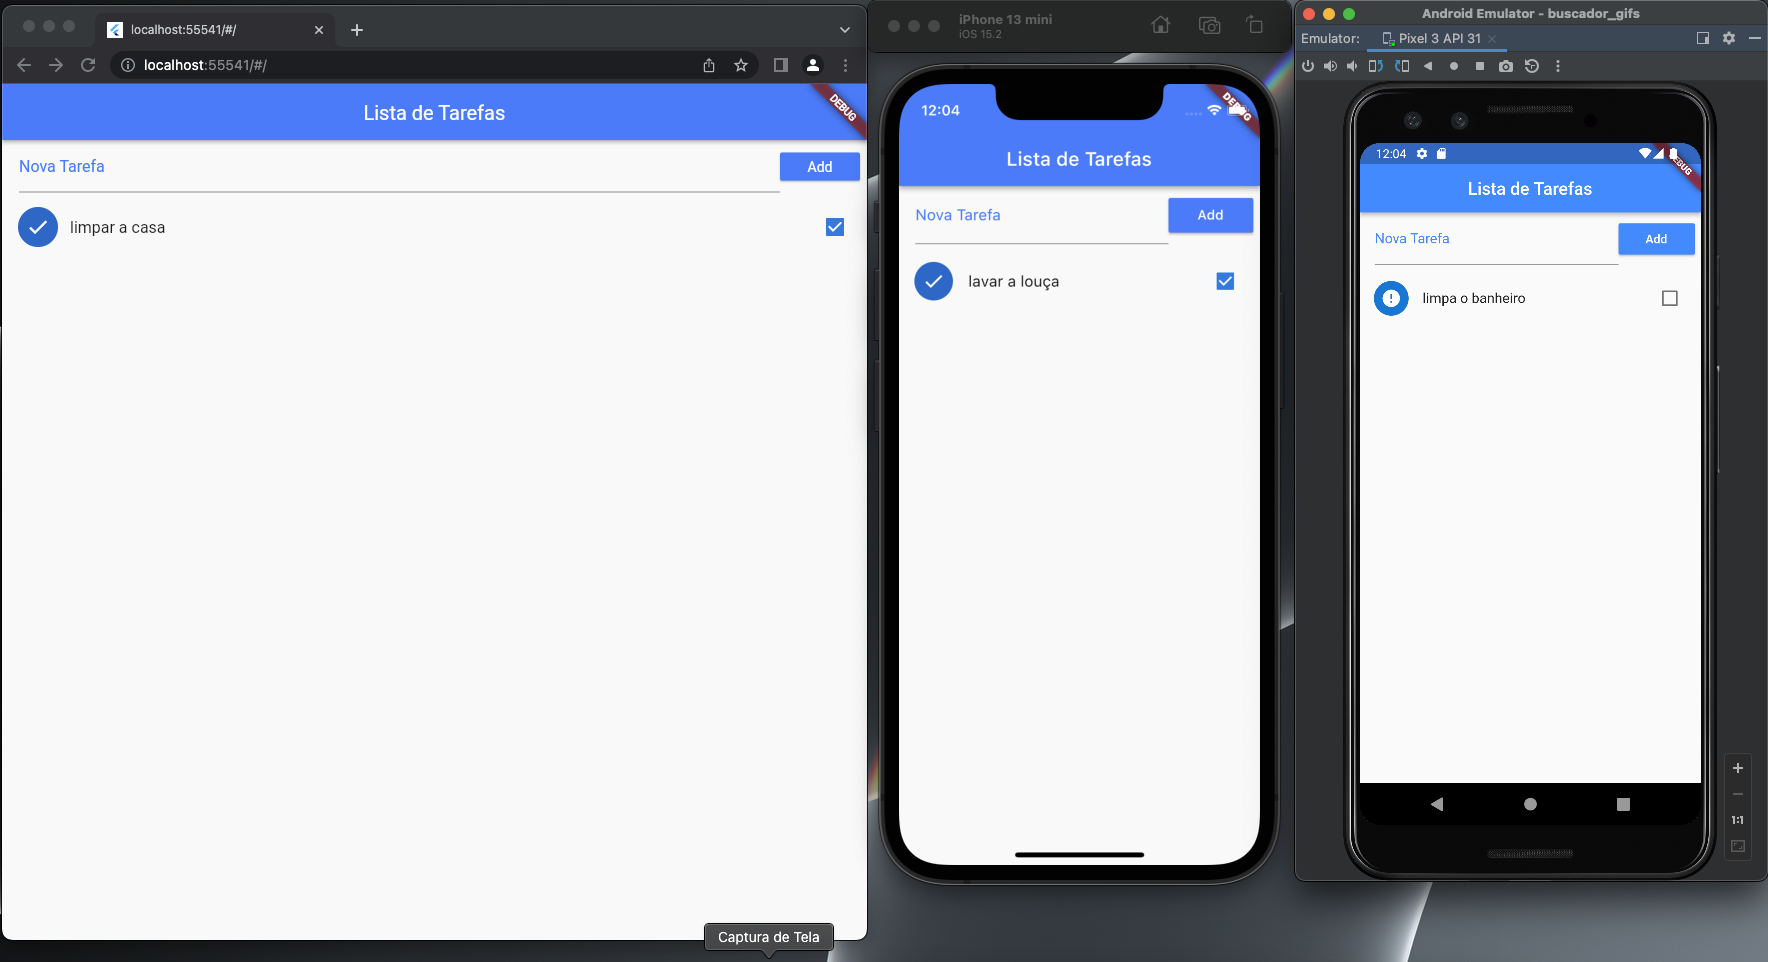 localhost:55541/#/
localhost:55541/#/
Lista de Tarefas
DEBUG
Nova Tarefa
Add
limpar a casa
Captura de Tela
iPhone 13 mini
iOS 15.2
12:04
Lista de Tarefas
Nova Tarefa
Add
lavar a louça
Android Emulator - buscador_gifs
Emulator:
Pixel 3 API 31
12:04
Lista de Tarefas
Nova Tarefa
Add
limpa o banheiro
1:1